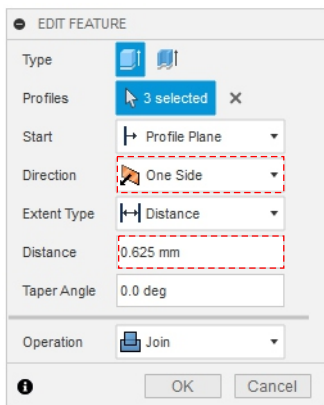 EDIT FEATURE
Type
Profiles 3 selected
Start Profile Plane
Direction One Side
Extent Type Distance
Distance 0.625 mm
Taper Angle 0.0 deg
Operation Join
OK Cancel